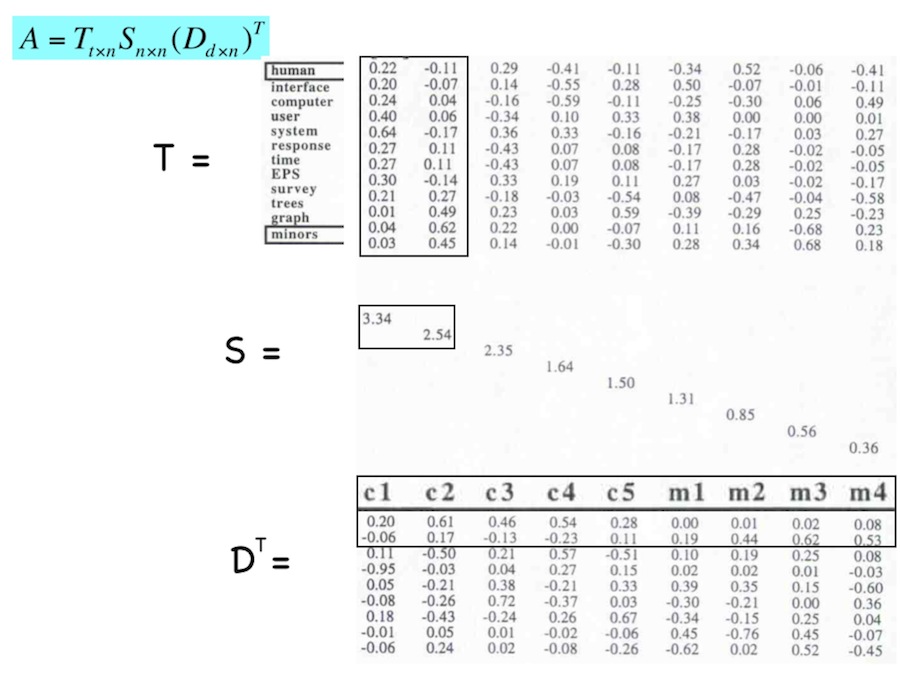 A = T_{t×n} S_{n×n} (D_{d×n})^T
T =
human 0.22 -0.11 0.29 -0.41 -0.11 -0.34 0.52 -0.06 -0.41
interface 0.20 -0.07 0.14 -0.55 0.28 0.50 -0.07 -0.01 -0.11
computer 0.24 0.04 -0.16 -0.59 -0.11 -0.25 -0.30 0.06 0.49
user 0.40 0.06 -0.34 0.10 0.33 0.38 0.00 0.00 0.01
system 0.64 -0.17 0.36 0.33 -0.16 -0.21 -0.17 0.03 0.27
response 0.27 0.11 -0.43 0.07 0.08 -0.17 0.28 -0.02 -0.05
time 0.27 0.11 -0.43 0.07 0.08 -0.17 0.28 -0.02 -0.05
EPS 0.30 -0.14 0.33 0.19 0.11 0.27 0.03 -0.02 -0.17
survey 0.21 0.27 -0.18 -0.03 -0.54 0.08 -0.47 -0.04 -0.58
trees 0.01 0.49 0.23 0.03 0.59 -0.39 -0.29 0.25 -0.23
graph 0.04 0.62 0.22 0.00 -0.07 0.11 0.16 -0.68 0.23
minors 0.03 0.45 0.14 -0.01 -0.30 0.28 0.34 0.68 0.18
S =
3.34
2.54
2.35
1.64
1.50
1.31
0.85
0.56
0.36
D^T =
c1 c2 c3 c4 c5 m1 m2 m3 m4
0.20 0.61 0.46 0.54 0.28 0.00 0.01 0.02 0.08
-0.06 0.17 -0.13 -0.23 0.11 0.19 0.44 0.62 0.53
0.11 -0.50 0.21 0.57 -0.51 0.10 0.19 0.25 0.08
-0.95 -0.03 0.04 0.27 0.15 0.02 0.02 0.01 -0.03
0.05 -0.21 0.38 -0.21 0.33 0.39 0.35 0.15 -0.60
-0.08 -0.26 0.72 -0.37 0.03 -0.30 -0.21 0.00 0.36
0.18 -0.43 -0.24 0.26 0.67 -0.34 -0.15 0.25 0.04
-0.01 0.05 0.01 -0.02 -0.06 0.45 -0.76 0.45 -0.07
-0.06 0.24 0.02 -0.08 -0.26 -0.62 0.02 0.52 -0.45